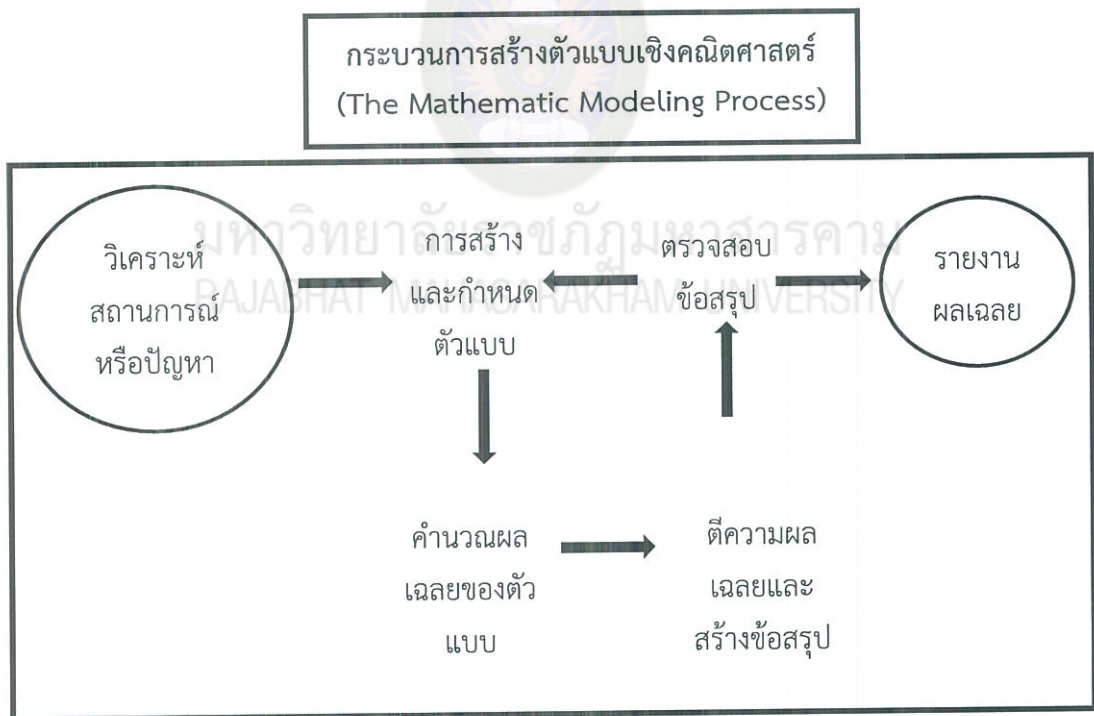 กระบวนการสร้างตัวแบบเชิงคณิตศาสตร์
(The Mathematic Modeling Process)
มหาวิทยาลัยราชภัฏมหาสารคาม
RAJABHAT MAHASARAKHAM UNIVERSITY
วิเคราะห์
สถานการณ์
หรือปัญหา
การสร้าง
และกำหนด
ตัวแบบ
ตรวจสอบ
ข้อสรุป
รายงาน
ผลเฉลย
คำนวณผล
เฉลยของตัว
แบบ
ตีความผล
เฉลยและ
สร้างข้อสรุป